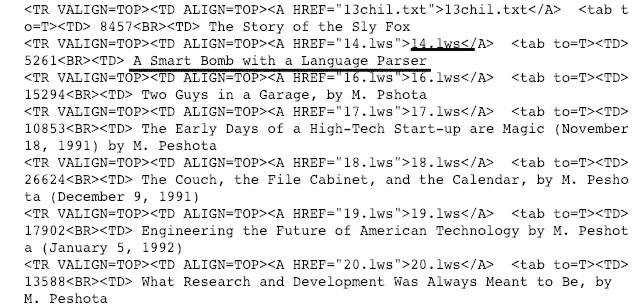 <TR VALIGN=TOP><TD ALIGN=TOP><A HREF="13chil.txt">13chil.txt</A>  <tab t
o=T><TD> 8457<BR><TD> The Story of the Sly Fox
<TR VALIGN=TOP><TD ALIGN=TOP><A HREF="14.lws">14.lws</A>  <tab to=T><TD>
5261<BR><TD> A Smart Bomb with a Language Parser
<TR VALIGN=TOP><TD ALIGN=TOP><A HREF="16.lws">16.lws</A>  <tab to=T><TD>
15294<BR><TD> Two Guys in a Garage, by M. Pshota
<TR VALIGN=TOP><TD ALIGN=TOP><A HREF="17.lws">17.lws</A>  <tab to=T><TD>
10853<BR><TD> The Early Days of a High-Tech Start-up are Magic (November
18, 1991) by M. Peshota
<TR VALIGN=TOP><TD ALIGN=TOP><A HREF="18.lws">18.lws</A>  <tab to=T><TD>
26624<BR><TD> The Couch, the File Cabinet, and the Calendar, by M. Pesho
ta (December 9, 1991)
<TR VALIGN=TOP><TD ALIGN=TOP><A HREF="19.lws">19.lws</A>  <tab to=T><TD>
17902<BR><TD> Engineering the Future of American Technology by M. Peshot
a (January 5, 1992)
<TR VALIGN=TOP><TD ALIGN=TOP><A HREF="20.lws">20.lws</A>  <tab to=T><TD>
13588<BR><TD> What Research and Development Was Always Meant to Be, by
M. Peshota